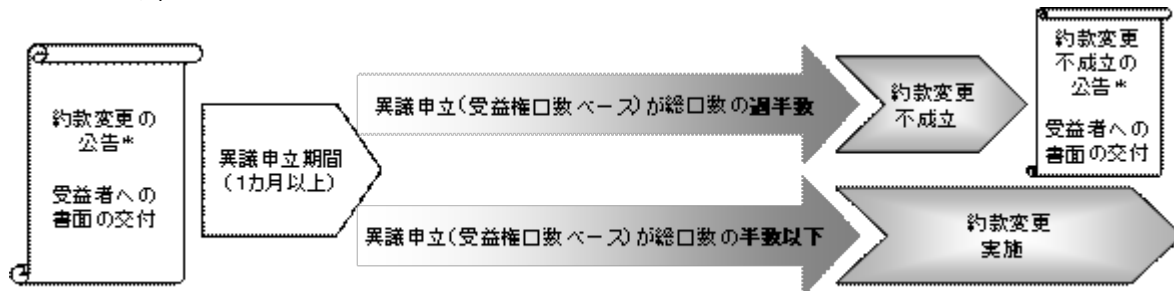 約款変更の
公告*
受益者への
書面の交付
異議申立期間
(1カ月以上)
異議申立(受益権口数ベース)が総口数の過半数
約款変更
不成立
約款変更
不成立の
公告*
受益者への
書面の交付
異議申立(受益権口数ベース)が総口数の半数以下
約款変更
実施